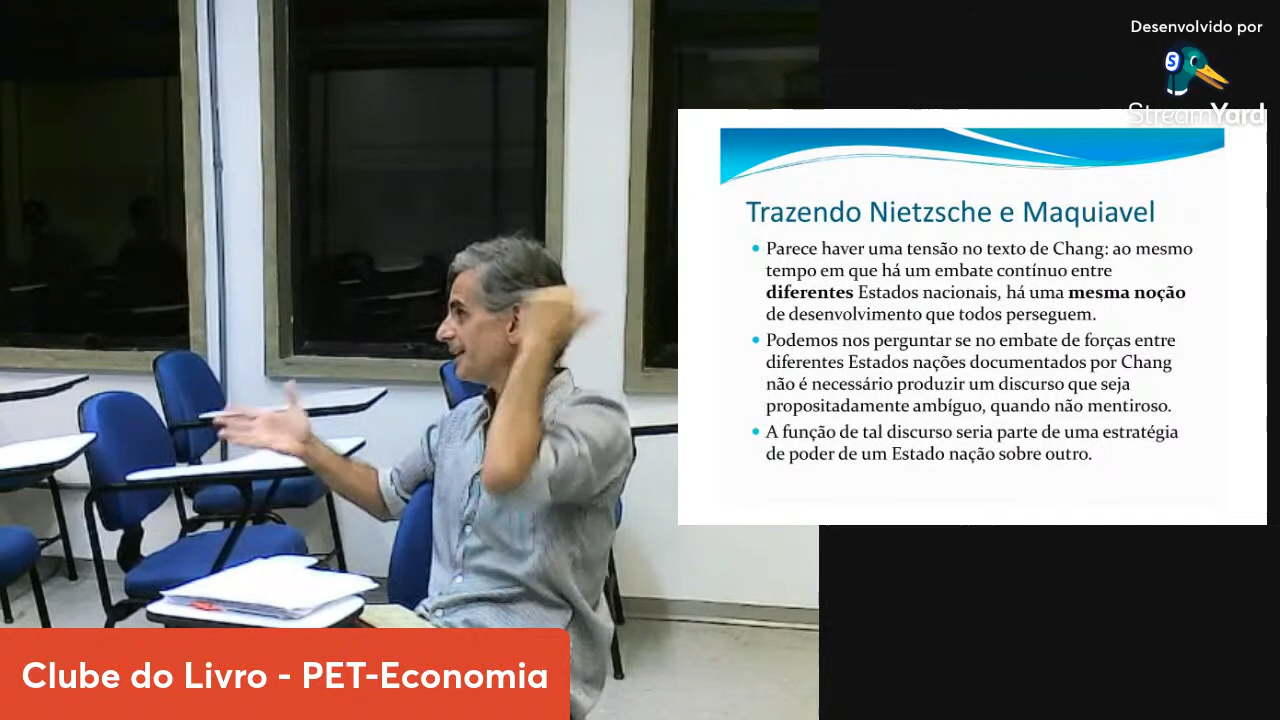 Desenvolvido por
S
StreamYard
Trazendo Nietzsche e Maquiavel
Parece haver uma tensão no texto de Chang: ao mesmo
tempo em que há um embate contínuo entre
diferentes Estados nacionais, há uma mesma noção
de desenvolvimento que todos perseguem.
Podemos nos perguntar se no embate de forças entre
diferentes Estados nações documentados por Chang
não é necessário produzir um discurso que seja
propositadamente ambíguo, quando não mentiroso.
A função de tal discurso seria parte de uma estratégia
de poder de um Estado nação sobre outro.
Clube do Livro - PET-Economia